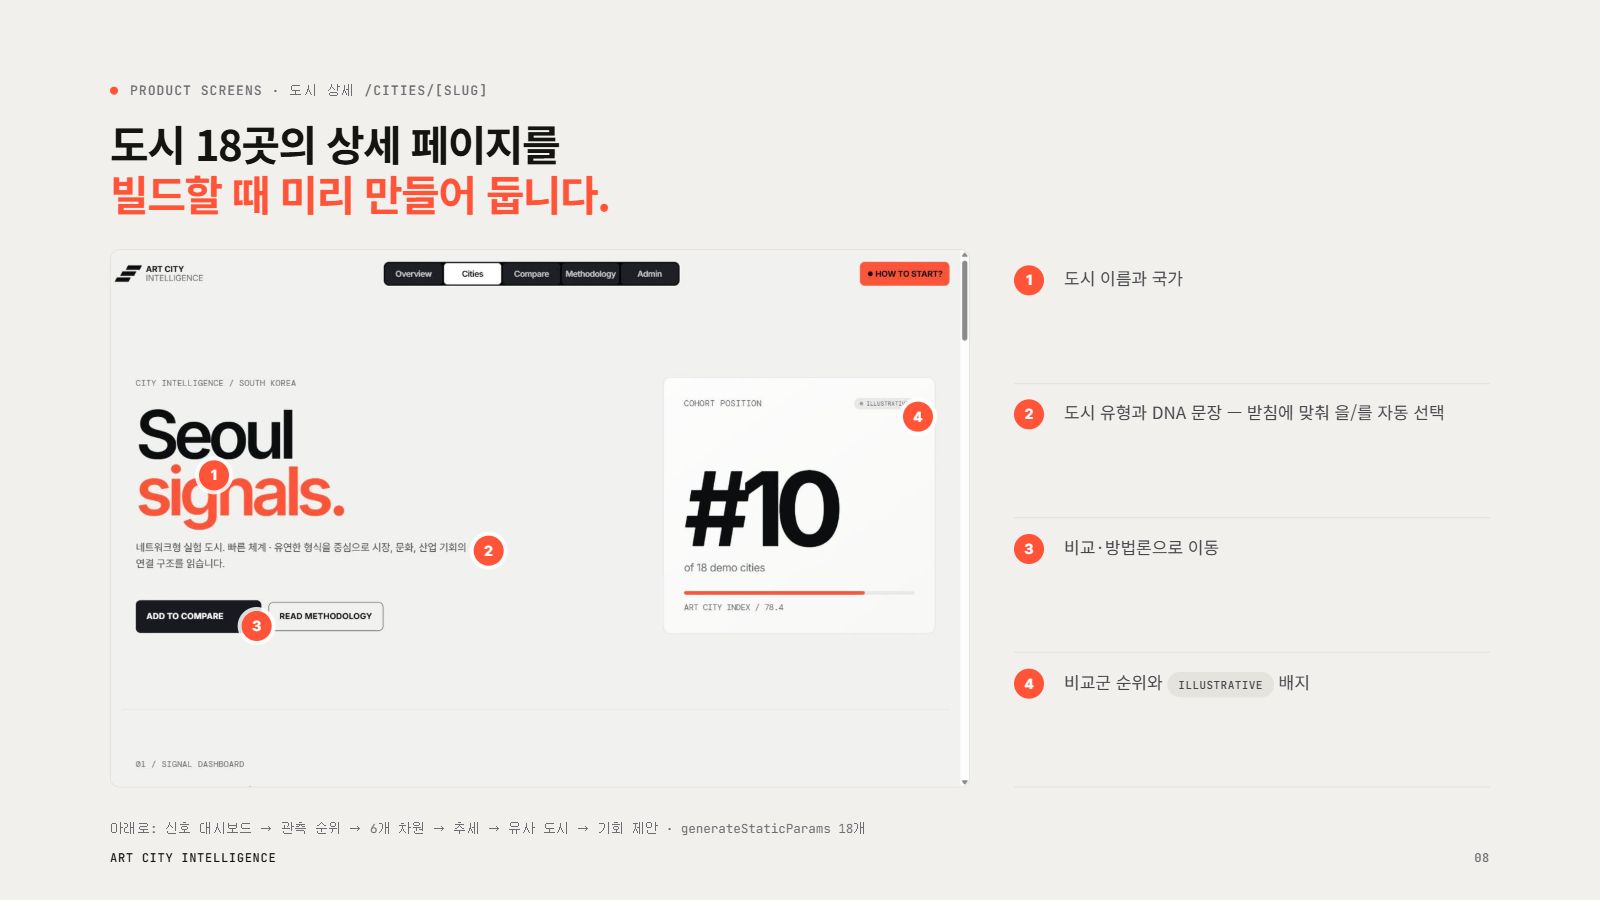 PRODUCT SCREENS · 도시 상세 /CITIES/[SLUG]
도시 18곳의 상세 페이지를
빌드할 때 미리 만들어 둡니다.
ART CITY
INTELLIGENCE
Overview
Cities
Compare
Methodology
Admin
HOW TO START?
CITY INTELLIGENCE / SOUTH KOREA
Seoul
signals.
1
네트워크형 실험 도시. 빠른 체계 · 유연한 형식을 중심으로 시장, 문화, 산업 기회의
연결 구조를 읽습니다.
2
ADD TO COMPARE
3
READ METHODOLOGY
COHORT POSITION
4
#10
of 18 demo cities
ART CITY INDEX / 78.4
01 / SIGNAL DASHBOARD
1 도시 이름과 국가
2 도시 유형과 DNA 문장 — 받침에 맞춰 을/를 자동 선택
3 비교·방법론으로 이동
4 비교군 순위와 ILLUSTRATIVE 배지
아래로: 신호 대시보드 → 관측 순위 → 6개 차원 → 추세 → 유사 도시 → 기회 제안 · generateStaticParams 18개
ART CITY INTELLIGENCE
08